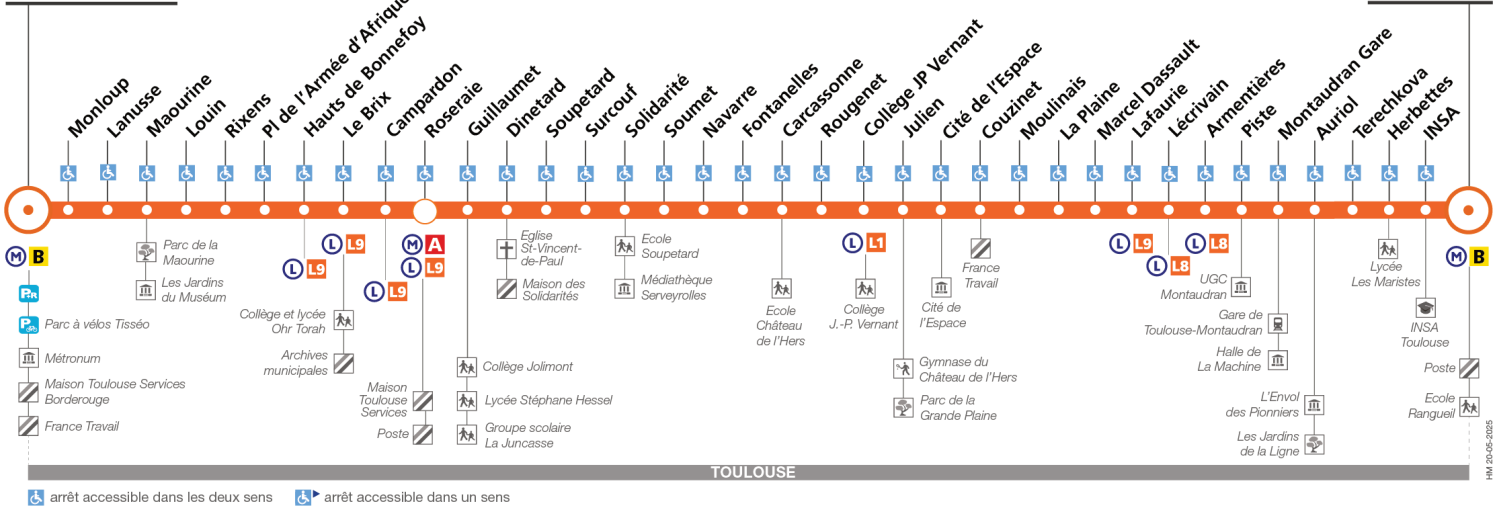 Monloup
Lanusse
Maourine
Louin
Rixens
Pl de l'Armée d'Afrique
Hauts de Bonnefoy
Le Brix
Campardon
Roseraie
Guillaumet
Dinetard
Soupetard
Surcouf
Solidarité
Soumet
Navarre
Fontanelles
Carcassonne
Rougenet
Collège JP Vernant
Julien
Cité de l'Espace
Couzinet
Moulinais
La Plaine
Marcel Dassault
Lafaurie
Lécrivain
Armentières
Piste
Montaudran Gare
Auriol
Terechkova
Herbettes
INSA
M B
P+R
P
Parc à vélos Tisséo
Métronum
Maison Toulouse Services
Borderouge
France Travail
Parc de la
Maourine
Les Jardins
du Muséum
L L9
L L9
Collège et lycée
Ohr Torah
Archives
municipales
L L9
M A
L L9
Maison
Toulouse
Services
Poste
Collège Jolimont
Lycée Stéphane Hessel
Groupe scolaire
La Juncasse
Eglise
St-Vincent-
de-Paul
Maison des
Solidarités
Ecole
Soupetard
Médiathèque
Serveyrolles
Ecole
Château
de l'Hers
L L1
Collège
J.-P. Vernant
Gymnase du
Château de l'Hers
Parc de la
Grande Plaine
Cité de
l'Espace
France
Travail
L L9
L L8
L L8
UGC
Montaudran
Gare de
Toulouse-Montaudran
Halle de
La Machine
L'Envol
des Pionniers
Les Jardins
de la Ligne
Lycée
Les Maristes
INSA
Toulouse
M B
Poste
Ecole
Rangueil
HM 20-05-2025
TOULOUSE
arrêt accessible dans les deux sens
arrêt accessible dans un sens